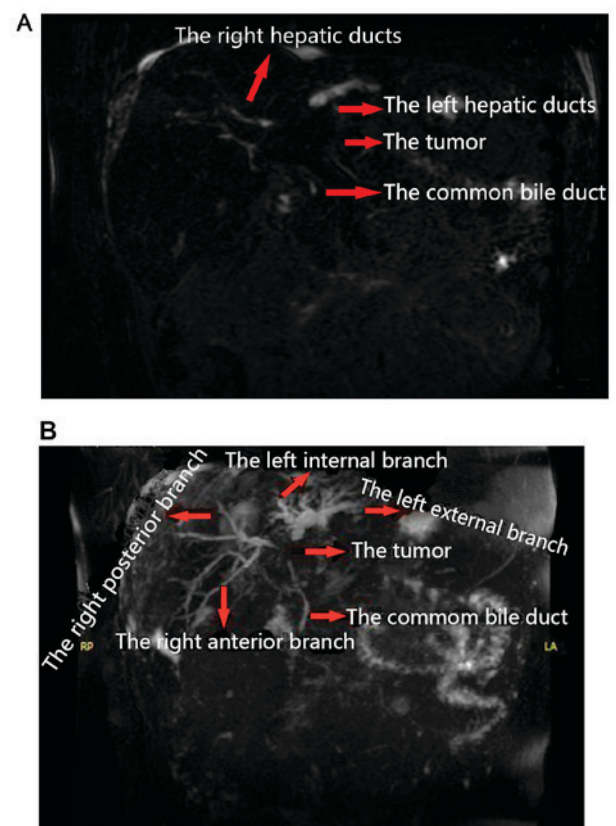 A
The right hepatic ducts
The left hepatic ducts
The tumor
The common bile duct
B
The left internal branch
The right posterior branch
The left external branch
The tumor
The commom bile duct
The right anterior branch
RP
LA